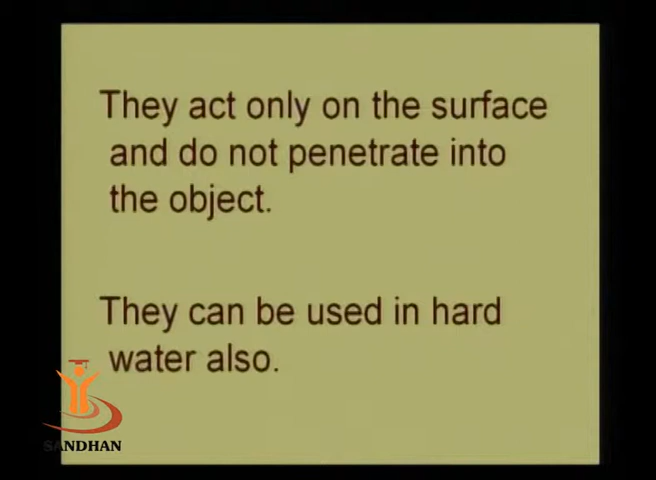 They act only on the surface
and do not penetrate into
the object.
They can be used in hard
water also.
SANDHAN